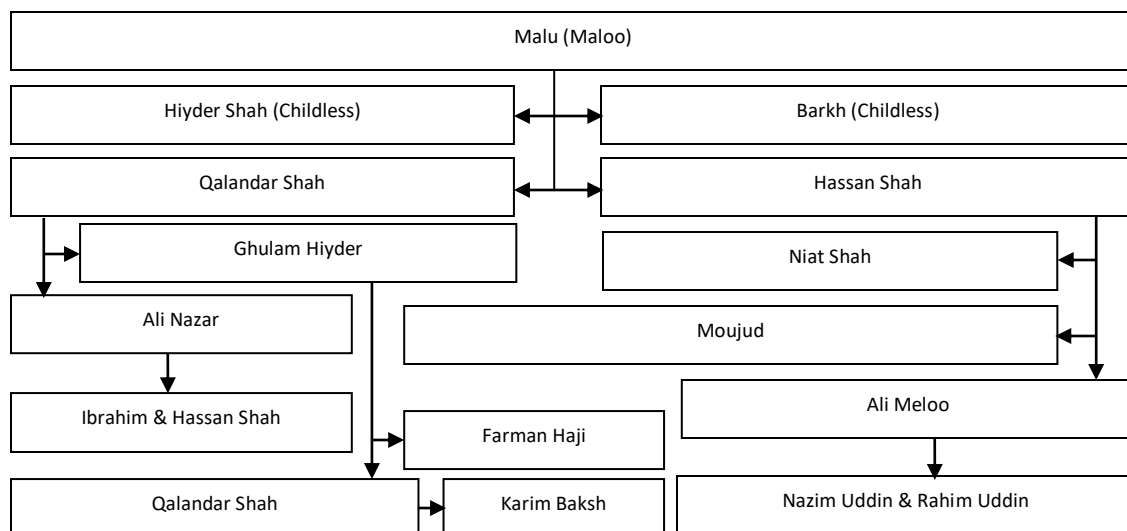 Malu (Maloo)
Hiyder Shah (Childless)
Barkh (Childless)
Qalandar Shah
Hassan Shah
Ghulam Hiyder
Niat Shah
Ali Nazar
Moujud
Ibrahim & Hassan Shah
Ali Meloo
Farman Haji
Qalandar Shah
Karim Baksh
Nazim Uddin & Rahim Uddin